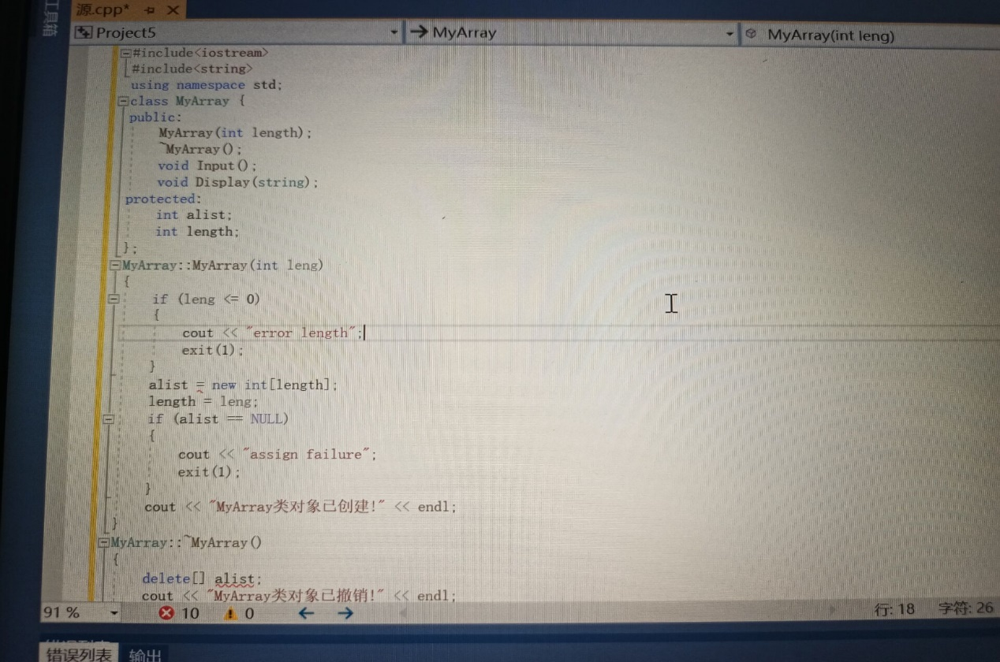 工具箱
源.cpp*
Project5
MyArray
MyArray(int leng)
#include<iostream>
#include<string>
using namespace std;
class MyArray {
public:
MyArray(int length);
~MyArray();
void Input();
void Display(string);
protected:
int alist;
int length;
};
MyArray::MyArray(int leng)
{
if (leng <= 0)
{
cout << "error length";
exit(1);
}
alist = new int[length];
length = leng;
if (alist == NULL)
{
cout << "assign failure";
exit(1);
}
cout << "MyArray类对象已创建!" << endl;
}
MyArray::~MyArray()
{
delete[] alist;
cout << "MyArray类对象已撤销!" << endl;
91 %
10
0
行: 18
字符: 26
错误列表
错误列表
输出